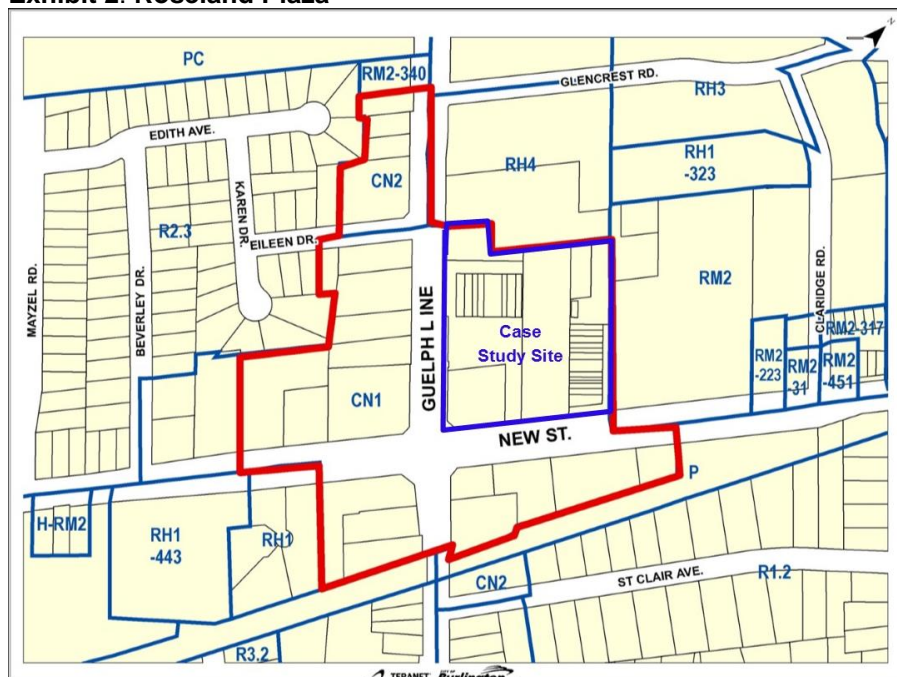 Exhibit 2: Roseland Plaza
N
PC
RM2-340
GLENCREST RD.
RH3
EDITH AVE.
RH1
-323
RH4
CN2
KAREN DR.
R2.3
EILEEN DR.
MAYZEL RD.
BEVERLEY DR.
GUELPH LINE
RM2
CLARIDGE RD.
Case
Study Site
RM2-317
RM2
-223
RM2
-31
RM2
-451
CN1
NEW ST.
P
H-RM2
RH1
-443
RH1
CN2
ST CLAIR AVE.
R1.2
R3.2
TERANET
CITY OF
Burlington